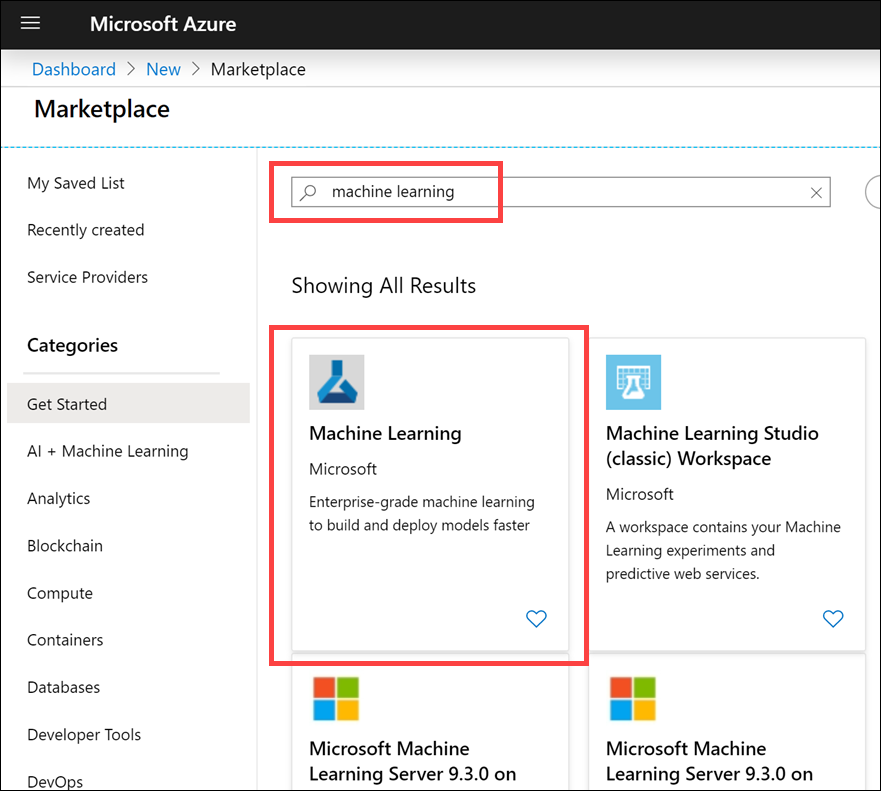 Microsoft Azure
Dashboard > New > Marketplace
Marketplace
My Saved List
Recently created
Service Providers
Categories
Get Started
AI + Machine Learning
Analytics
Blockchain
Compute
Containers
Databases
Developer Tools
DevOps
machine learning
Showing All Results
Machine Learning
Microsoft
Enterprise-grade machine learning
to build and deploy models faster
Machine Learning Studio
(classic) Workspace
Microsoft
A workspace contains your Machine
Learning experiments and
predictive web services.
Microsoft Machine
Learning Server 9.3.0 on
Microsoft Machine
Learning Server 9.3.0 on